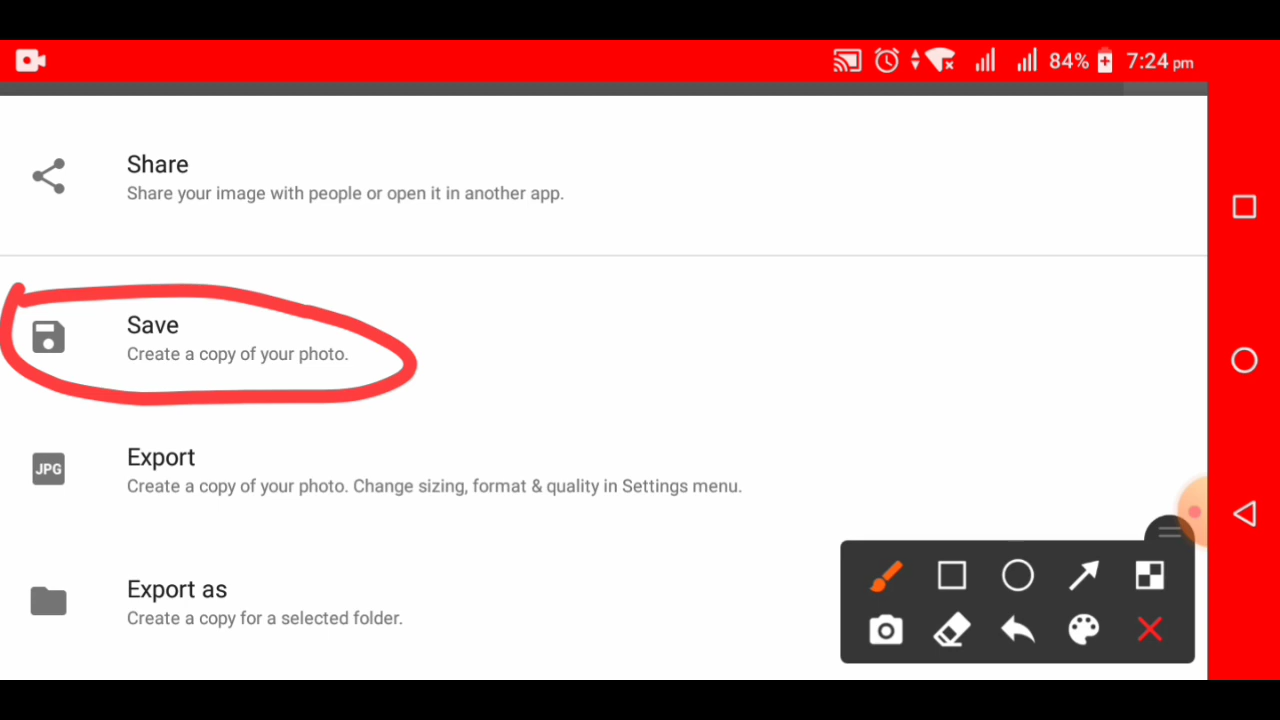 84% 7:24 pm
Share
Share your image with people or open it in another app.
Save
Create a copy of your photo.
Export
JPG
Create a copy of your photo. Change sizing, format & quality in Settings menu.
Export as
Create a copy for a selected folder.